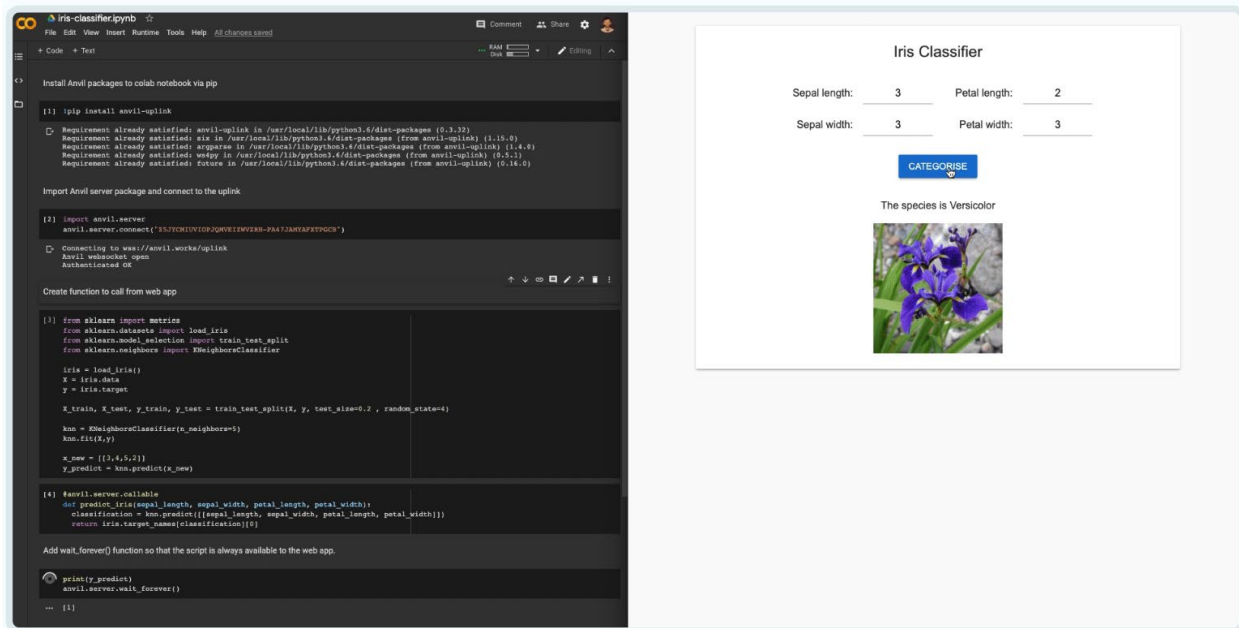 iris-classifier.ipynb
Comment Share
File Edit View Insert Runtime Tools Help All changes saved
+ Code + Text
RAM
Disk
Editing
Install Anvil packages to colab notebook via pip
[1] !pip install anvil-uplink
Requirement already satisfied: anvil-uplink in /usr/local/lib/python3.6/dist-packages (0.3.32)
Requirement already satisfied: six in /usr/local/lib/python3.6/dist-packages (from anvil-uplink) (1.15.0)
Requirement already satisfied: argparse in /usr/local/lib/python3.6/dist-packages (from anvil-uplink) (1.4.0)
Requirement already satisfied: ws4py in /usr/local/lib/python3.6/dist-packages (from anvil-uplink) (0.5.1)
Requirement already satisfied: future in /usr/local/lib/python3.6/dist-packages (from anvil-uplink) (0.16.0)
Import Anvil server package and connect to the uplink
[2] import anvil.server
anvil.server.connect("
Connecting to wss://anvil.works/uplink
Anvil websocket open
Authenticated OK
Create function to call from web app
[3] from sklearn import metrics
from sklearn.datasets import load_iris
from sklearn.model_selection import train_test_split
from sklearn.neighbors import KNeighborsClassifier
iris = load_iris()
X = iris.data
y = iris.target
X_train, X_test, y_train, y_test = train_test_split(X, y, test_size=0.2 , random_state=4)
knn = KNeighborsClassifier(n_neighbors=5)
knn.fit(X,y)
x_new = [[3,4,5,2]]
y_predict = knn.predict(x_new)
[4] @anvil.server.callable
def predict_iris(sepal_length, sepal_width, petal_length, petal_width):
classification = knn.predict([[sepal_length, sepal_width, petal_length, petal_width]])
return iris.target_names[classification][0]
Add wait_forever() function so that the script is always available to the web app.
print(y_predict)
anvil.server.wait_forever()
... [1]
Iris Classifier
Sepal length: 3 Petal length: 2
Sepal width: 3 Petal width: 3
CATEGORISE
The species is Versicolor